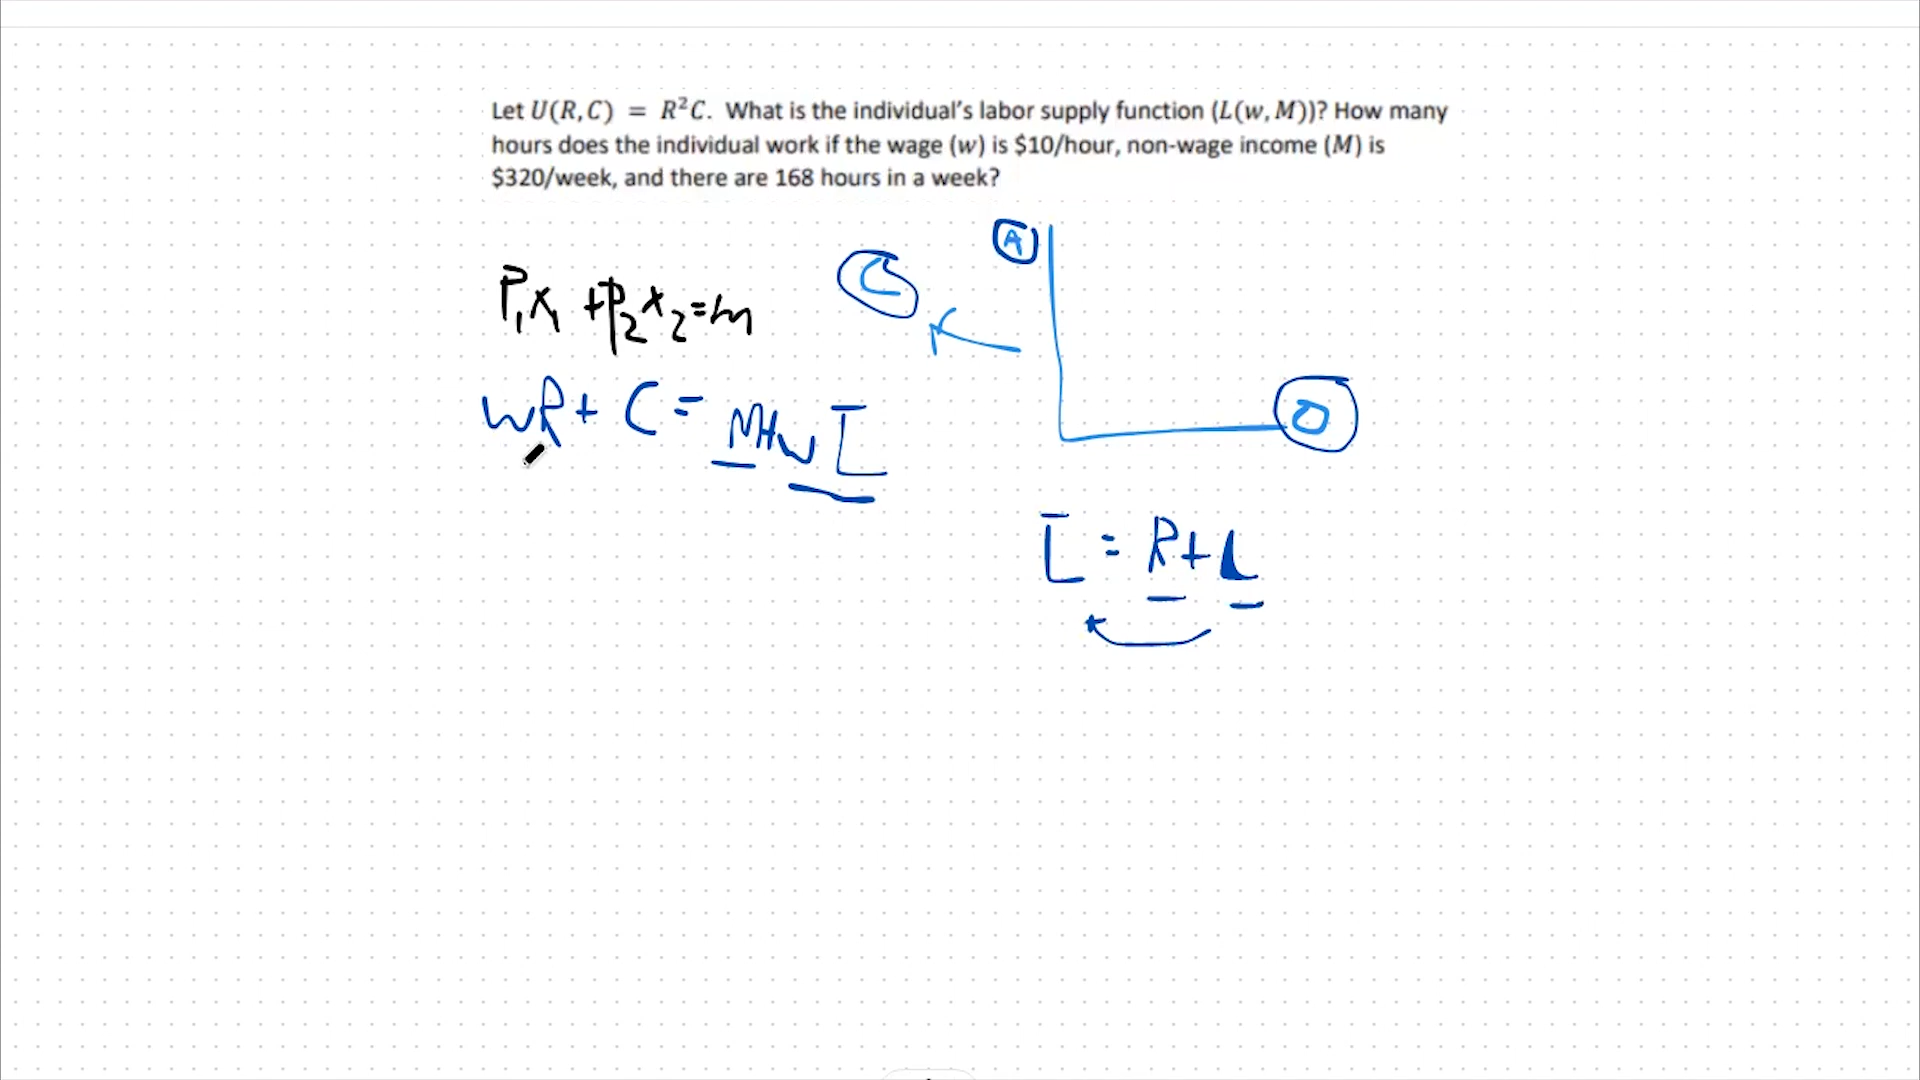 Let U(R,C) = R²C. What is the individual's labor supply function (L(w,M))? How many
hours does the individual work if the wage (w) is $10/hour, non-wage income (M) is
$320/week, and there are 168 hours in a week?
A
C
P₁x₁ + P₂x₂ = m
wR + C = M + w L̄
O
L̄ = R + L